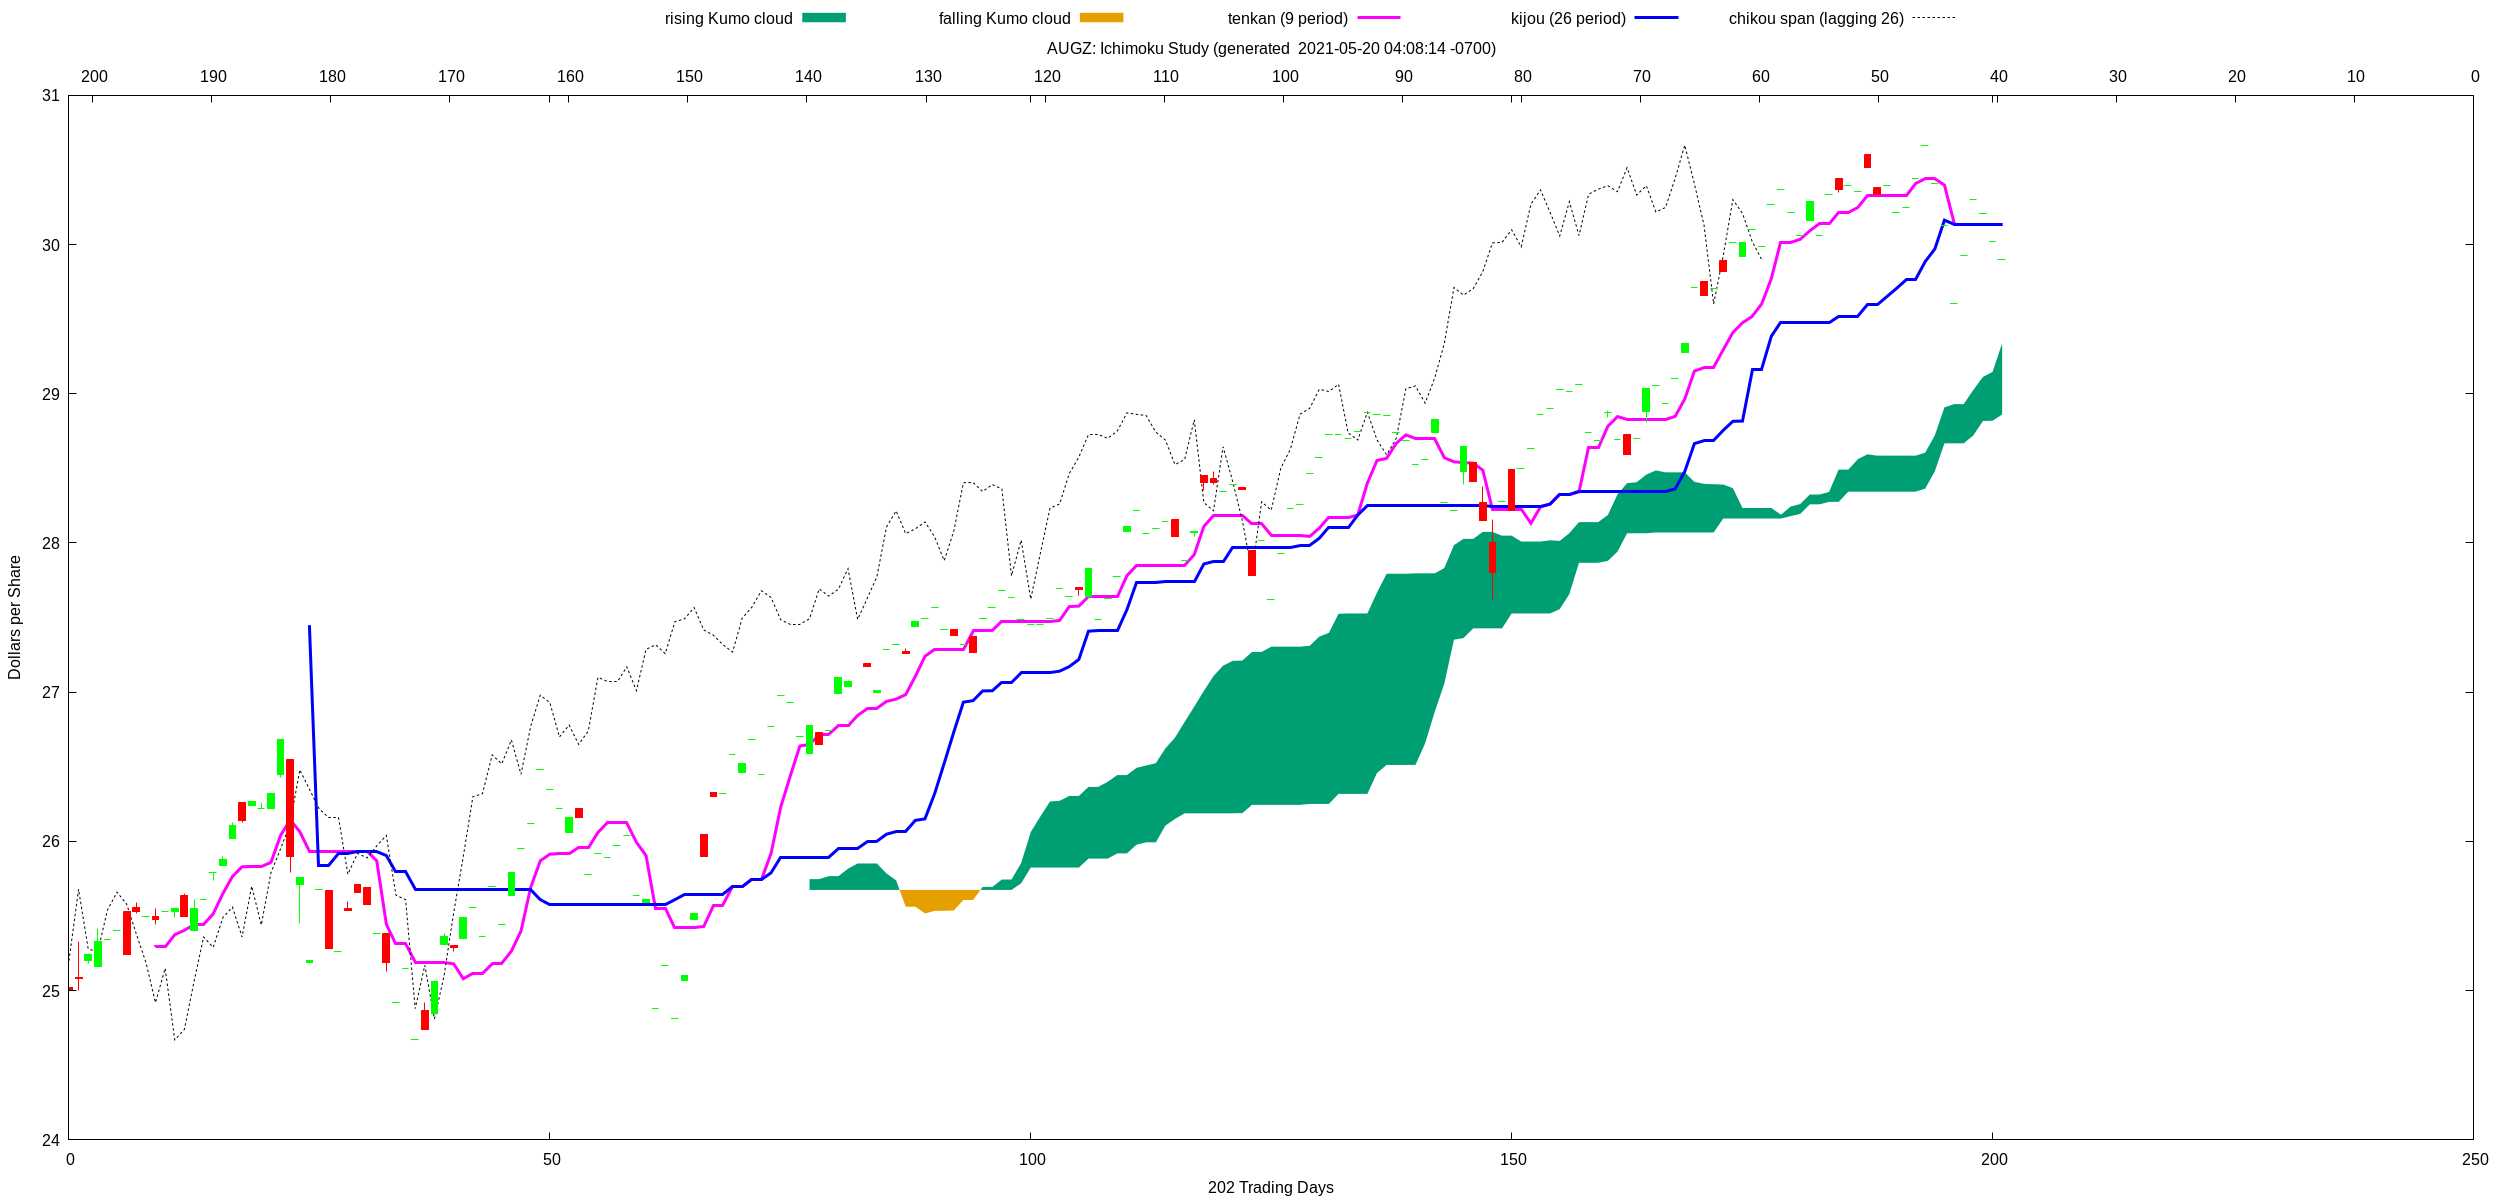 rising Kumo cloud falling Kumo cloud tenkan (9 period) kijou (26 period) chikou span (lagging 26)
AUGZ: Ichimoku Study (generated  2021-05-20 04:08:14 -0700)
200 190 180 170 160 150 140 130 120 110 100 90 80 70 60 50 40 30 20 10 0
31
30
29
28
Dollars per Share
27
26
25
24
0 50 100 150 200 250
202 Trading Days